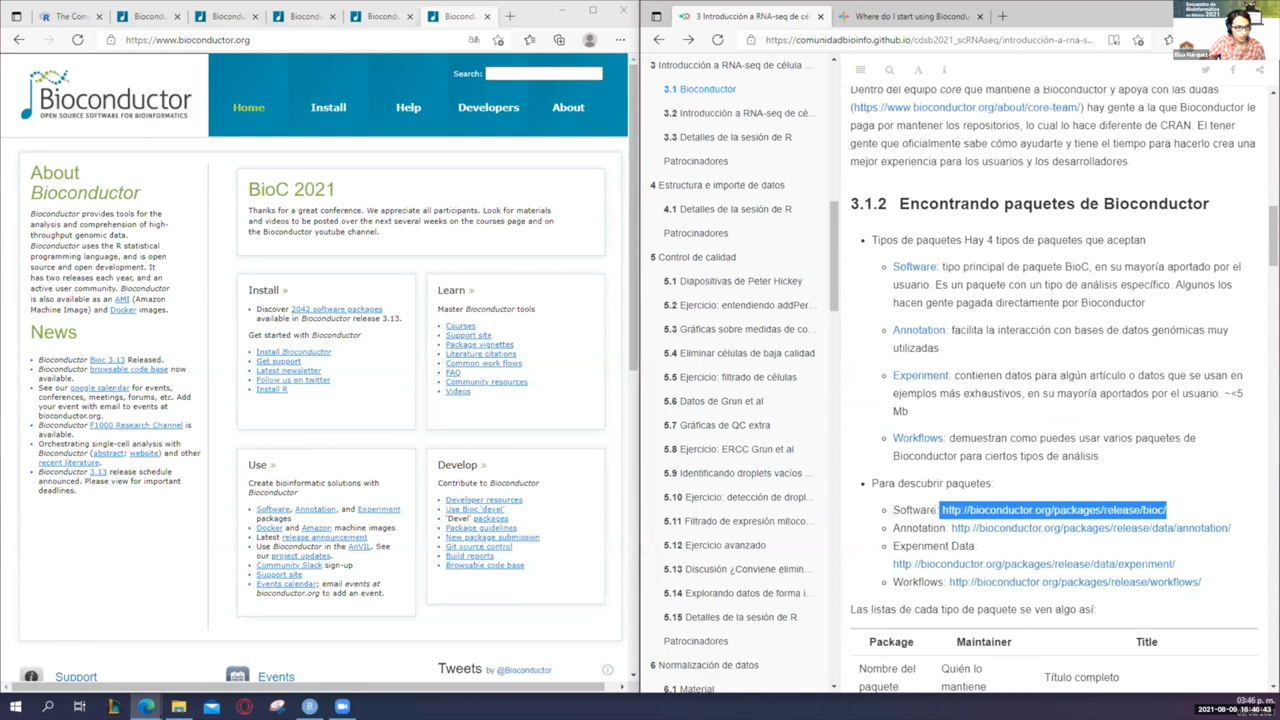 The Com
Bioconduc
Bioconduc
Bioconduc
Bioconduc
Bioconduc
https://www.bioconductor.org
Bioconductor
OPEN SOURCE SOFTWARE FOR BIOINFORMATICS
Search:
Home
Install
Help
Developers
About
About
Bioconductor
Bioconductor provides tools for the
analysis and comprehension of high-
throughput genomic data.
Bioconductor uses the R statistical
programming language, and is open
source and open development. It
has two releases each year, and an
active user community. Bioconductor
is also available as an AMI (Amazon
Machine Image) and Docker images.
News
• Bioconductor Bioc 3.13 Released.
• Bioconductor browsable code base now
available.
• See our google calendar for events,
conferences, meetings, forums, etc. Add
your event with email to events at
bioconductor.org.
• Bioconductor F1000 Research Channel is
available.
• Orchestrating single-cell analysis with
Bioconductor (abstract; website) and other
recent literature.
• Bioconductor 3.13 release schedule
announced. Please view for important
deadlines.
BioC 2021
Thanks for a great conference. We appreciate all participants. Look for materials
and videos to be posted over the next several weeks on the courses page and on
the Bioconductor youtube channel.
Install »
• Discover 2042 software packages
available in Bioconductor release 3.13.
Get started with Bioconductor
• Install Bioconductor
• Get support
• Latest newsletter
• Follow us on twitter
• Install R
Learn »
Master Bioconductor tools
• Courses
• Support site
• Package vignettes
• Literature citations
• Common work flows
• FAQ
• Community resources
• Videos
Use »
Create bioinformatic solutions with
Bioconductor
• Software, Annotation, and Experiment
packages
• Docker and Amazon machine images
• Latest release announcement
• Use Bioconductor in the AnVIL. See
our project updates.
• Community Slack sign-up
• Support site
• Events calendar; email events at
bioconductor.org to add an event.
Develop »
Contribute to Bioconductor
• Developer resources
• Use Bioc 'devel'
• 'Devel' packages
• Package guidelines
• New package submission
• Git source control
• Build reports
• Browsable code base
Support
Events
Tweets by @Bioconductor
3 Introducción a RNA-seq de cél
Where do I start using Bioconduc
https://comunidadbioinfo.github.io/cdsb2021_scRNAseq/introducción-a-rna-s...
Encuentro de
Bioinformática
en México 2021
Elisa Márquez
3 Introducción a RNA-seq de célula ...
3.1 Bioconductor
3.2 Introducción a RNA-seq de cé...
3.3 Detalles de la sesión de R
Patrocinadores
4 Estructura e importe de datos
4.1 Detalles de la sesión de R
Patrocinadores
5 Control de calidad
5.1 Diapositivas de Peter Hickey
5.2 Ejercicio: entendiendo addPer...
5.3 Gráficas sobre medidas de co...
5.4 Eliminar células de baja calidad
5.5 Ejercicio: filtrado de células
5.6 Datos de Grun et al
5.7 Gráficas de QC extra
5.8 Ejercicio: ERCC Grun et al
5.9 Identificando droplets vacíos ...
5.10 Ejercicio: detección de dropl...
5.11 Filtrado de expresión mitoco...
5.12 Ejercicio avanzado
5.13 Discusión ¿Conviene elimin...
5.14 Explorando datos de forma i...
5.15 Detalles de la sesión de R
Patrocinadores
6 Normalización de datos
6.1 Material
Dentro del equipo core que mantiene a Bioconductor y apoya con las dudas
(https://www.bioconductor.org/about/core-team/) hay gente a la que Bioconductor le
paga por mantener los repositorios, lo cual lo hace diferente de CRAN. El tener
gente que oficialmente sabe cómo ayudarte y tiene el tiempo para hacerlo crea una
mejor experiencia para los usuarios y los desarrolladores.
3.1.2 Encontrando paquetes de Bioconductor
• Tipos de paquetes Hay 4 tipos de paquetes que aceptan
Software: tipo principal de paquete BioC, en su mayoría aportado por el
usuario. Es un paquete con un tipo de análisis específico. Algunos los
hacen gente pagada directamente por Bioconductor
Annotation: facilita la interacción con bases de datos genómicas muy
utilizadas
Experiment: contienen datos para algún artículo o datos que se usan en
ejemplos más exhaustivos, en su mayoría aportados por el usuario. ~<5
Mb
Workflows: demuestran como puedes usar varios paquetes de
Bioconductor para ciertos tipos de análisis
• Para descubrir paquetes:
Software: http://bioconductor.org/packages/release/bioc/
Annotation: http://bioconductor.org/packages/release/data/annotation/
Experiment Data:
http://bioconductor.org/packages/release/data/experiment/
Workflows: http://bioconductor.org/packages/release/workflows/
Las listas de cada tipo de paquete se ven algo así:
Package Maintainer Title
Nombre del
paquete
Quién lo
mantiene
Título completo
03:46 p. m.
2021-08-09 16:46:43